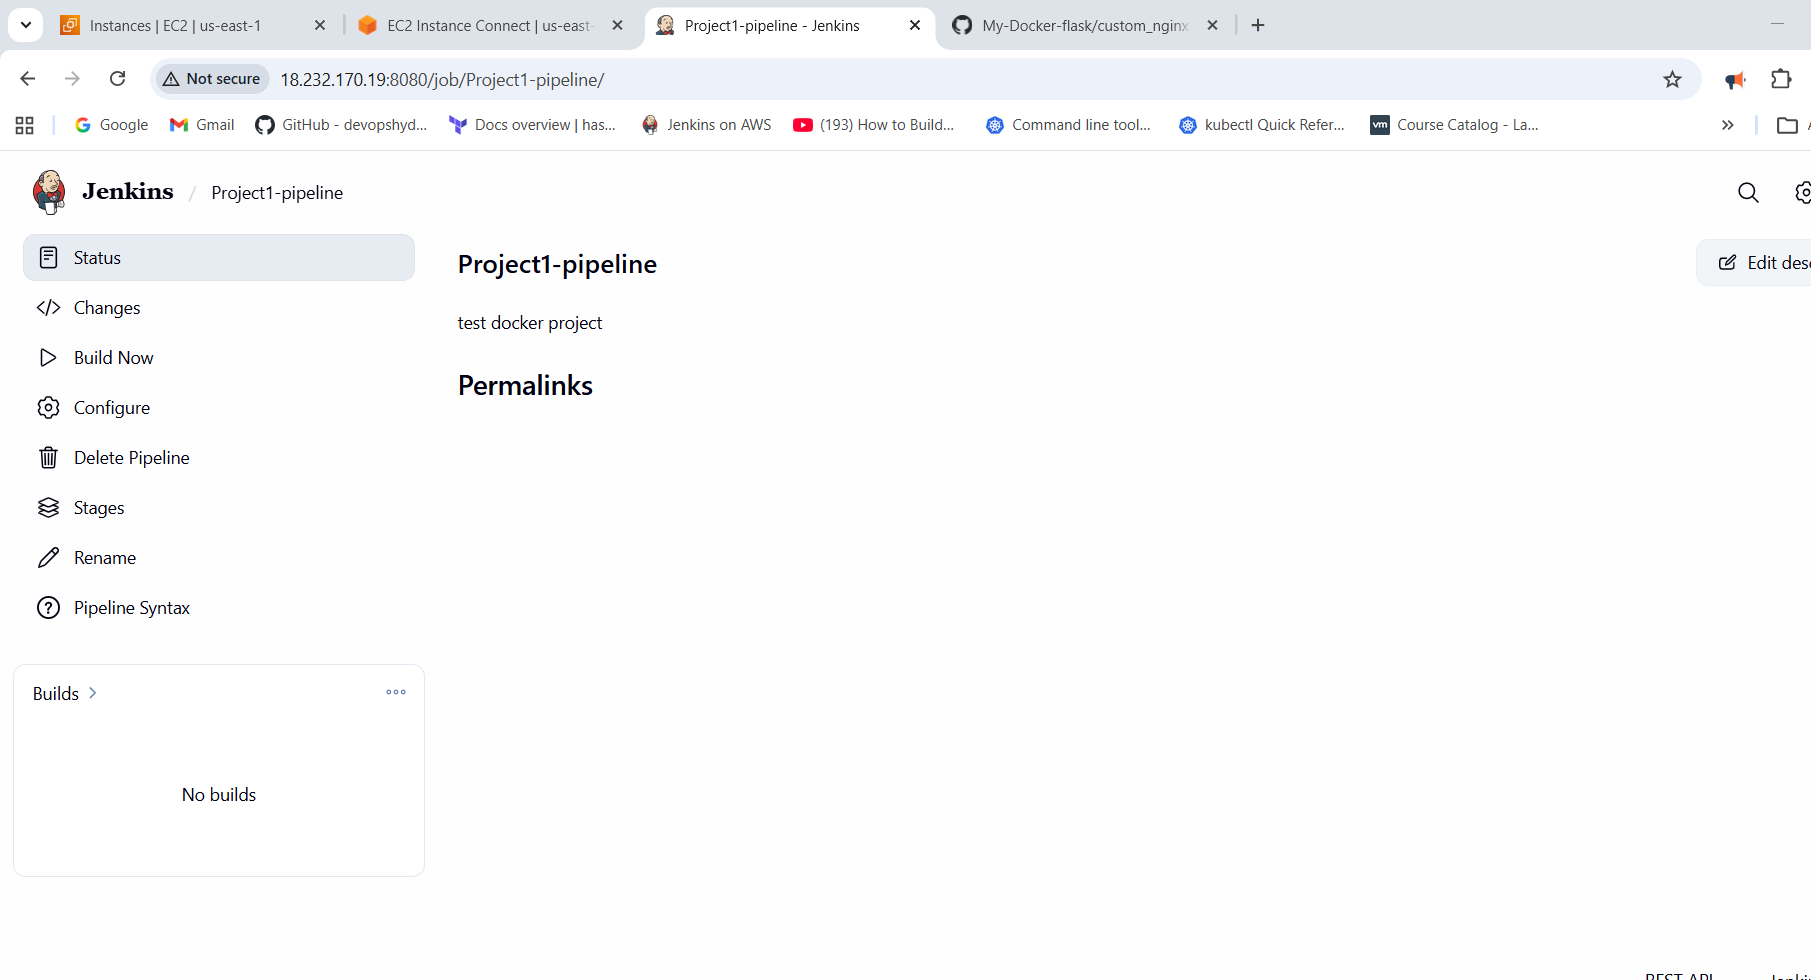 Instances | EC2 | us-east-1
EC2 Instance Connect | us-east-
Project1-pipeline - Jenkins
My-Docker-flask/custom_nginx
Not secure
18.232.170.19:8080/job/Project1-pipeline/
Google
Gmail
GitHub - devopshyd...
Docs overview | has...
Jenkins on AWS
(193) How to Build...
Command line tool...
kubectl Quick Refer...
vm
Course Catalog - La...
Jenkins / Project1-pipeline
Status
Changes
Build Now
Configure
Delete Pipeline
Stages
Rename
Pipeline Syntax
Builds
No builds
Project1-pipeline
Edit des
test docker project
Permalinks
REST API